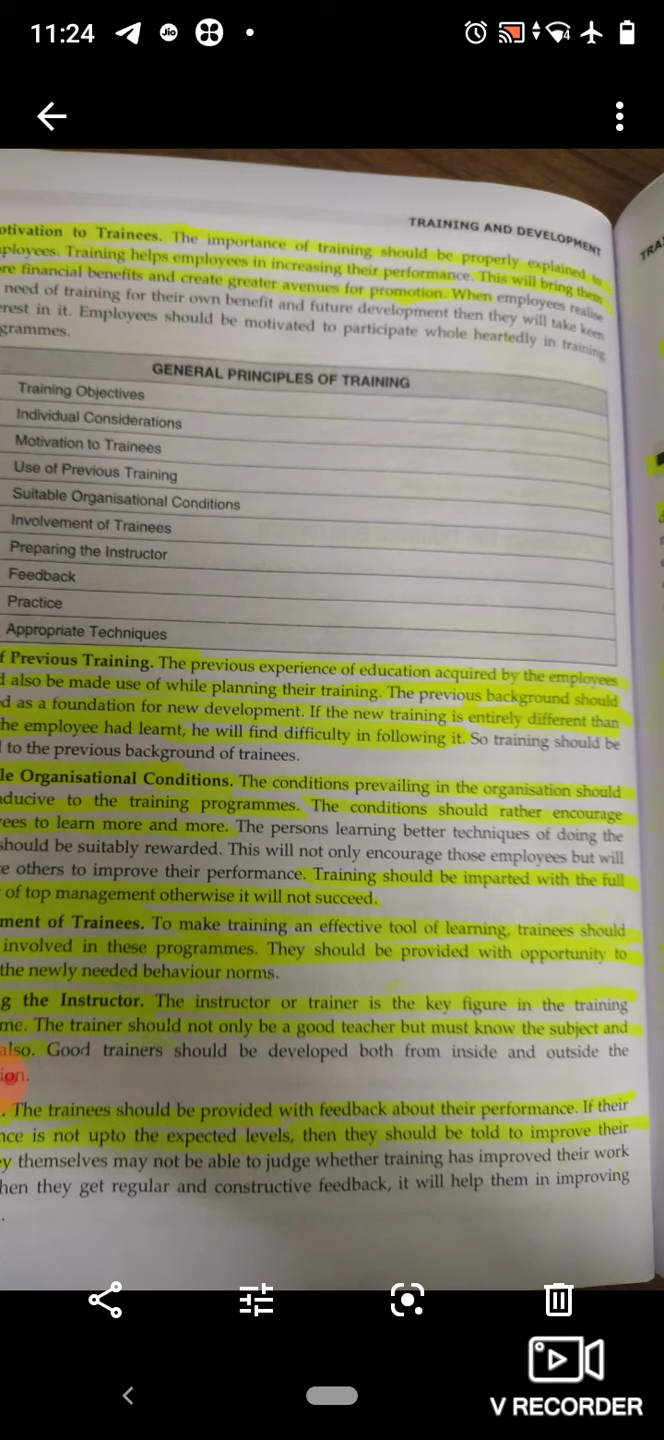 11:24
Jio
4
TRAINING AND DEVELOPMENT
TRA
otivation to Trainees. The importance of training should be properly explained to
ployees. Training helps employees in increasing their performance. This will bring them
re financial benefits and create greater avenues for promotion. When employees realise
need of training for their own benefit and future development then they will take keen
rest in it. Employees should be motivated to participate whole heartedly in training
grammes.
GENERAL PRINCIPLES OF TRAINING
Training Objectives
Individual Considerations
Motivation to Trainees
Use of Previous Training
Suitable Organisational Conditions
Involvement of Trainees
Preparing the Instructor
Feedback
Practice
Appropriate Techniques
f Previous Training. The previous experience of education acquired by the employees
d also be made use of while planning their training. The previous background should
ed as a foundation for new development. If the new training is entirely different than
he employee had learnt, he will find difficulty in following it. So training should be
l to the previous background of trainees.
le Organisational Conditions. The conditions prevailing in the organisation should
nducive to the training programmes. The conditions should rather encourage
ees to learn more and more. The persons learning better techniques of doing the
should be suitably rewarded. This will not only encourage those employees but will
e others to improve their performance. Training should be imparted with the full
of top management otherwise it will not succeed.
ment of Trainees. To make training an effective tool of learning, trainees should
involved in these programmes. They should be provided with opportunity to
the newly needed behaviour norms.
g the Instructor. The instructor or trainer is the key figure in the training
me. The trainer should not only be a good teacher but must know the subject and
also. Good trainers should be developed both from inside and outside the
ion.
. The trainees should be provided with feedback about their performance. If their
nce is not upto the expected levels, then they should be told to improve their
ey themselves may not be able to judge whether training has improved their work
hen they get regular and constructive feedback, it will help them in improving
.
V RECORDER